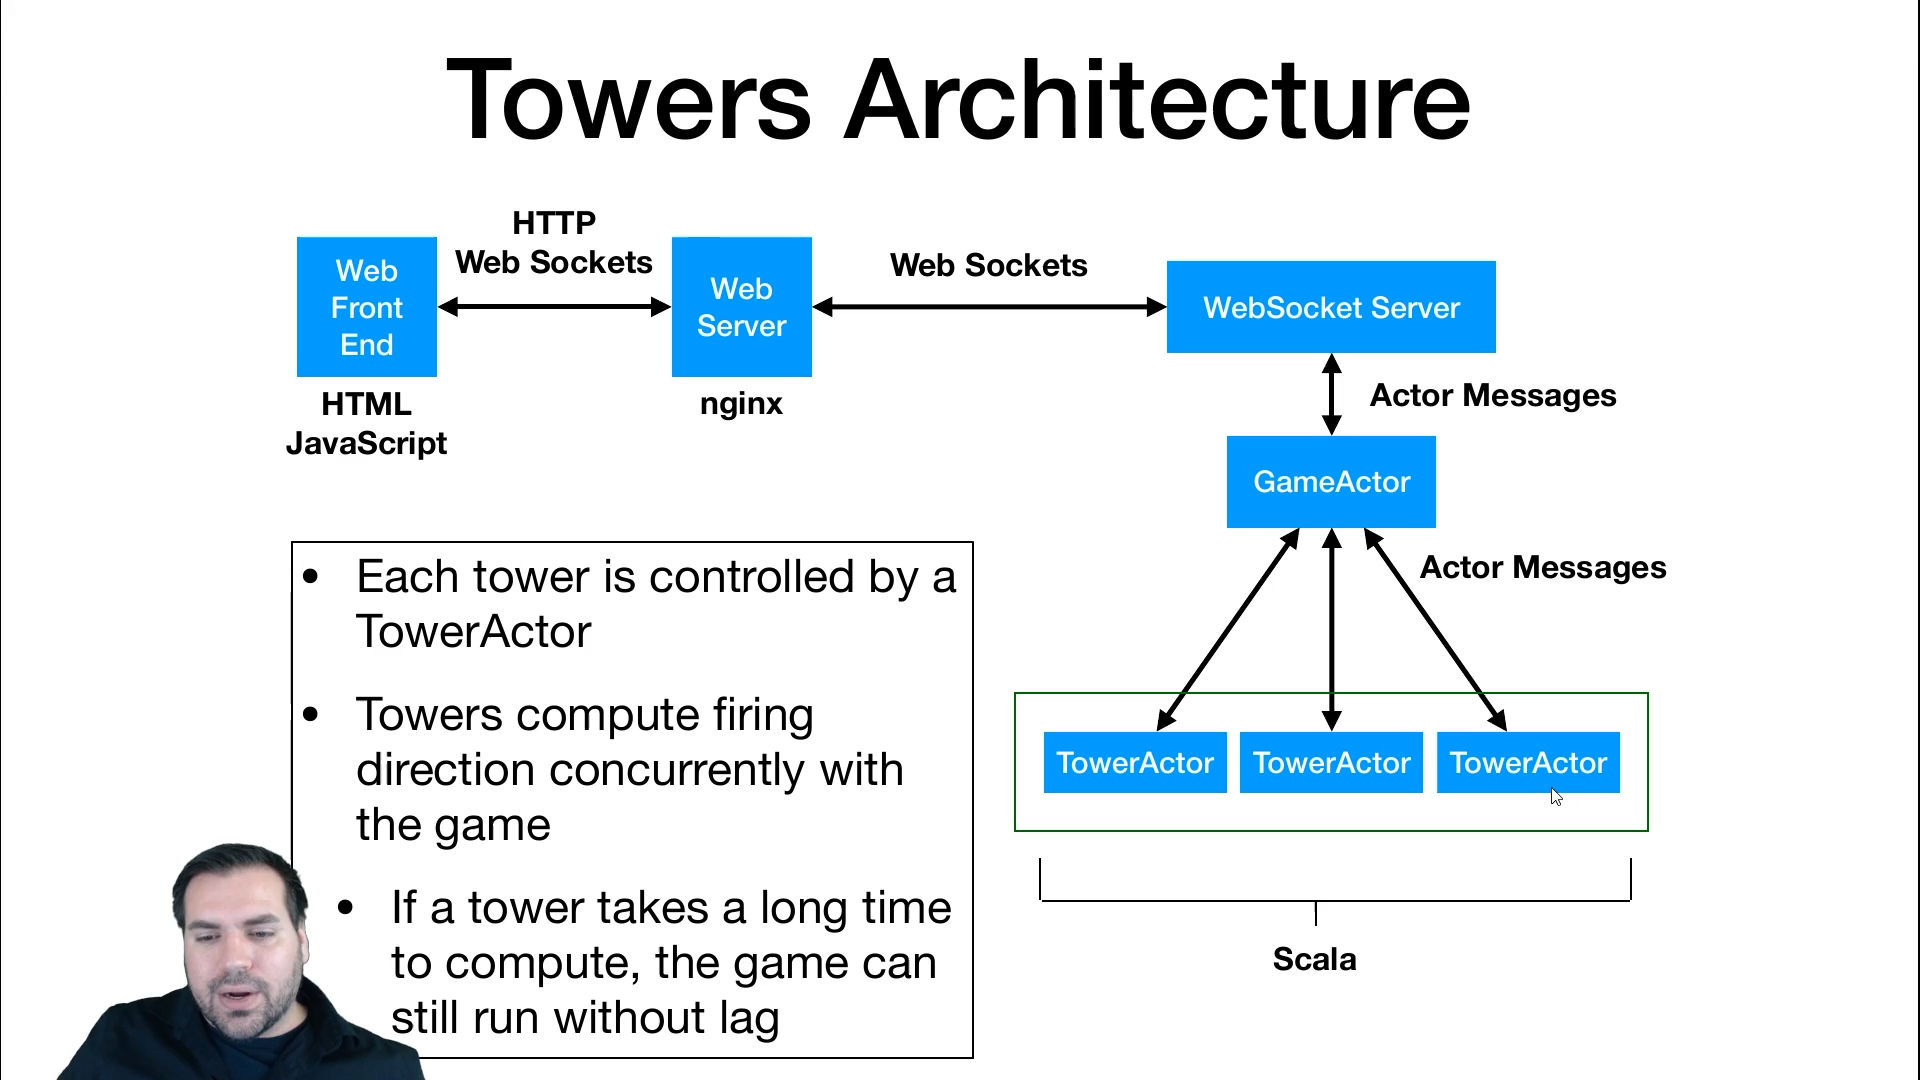 Towers Architecture
HTTP
Web Sockets
Web Sockets
Web
Front
End
Web
Server
WebSocket Server
HTML
JavaScript
nginx
Actor Messages
GameActor
Actor Messages
• Each tower is controlled by a
TowerActor
• Towers compute firing
direction concurrently with
the game
• If a tower takes a long time
to compute, the game can
still run without lag
TowerActor
TowerActor
TowerActor
Scala